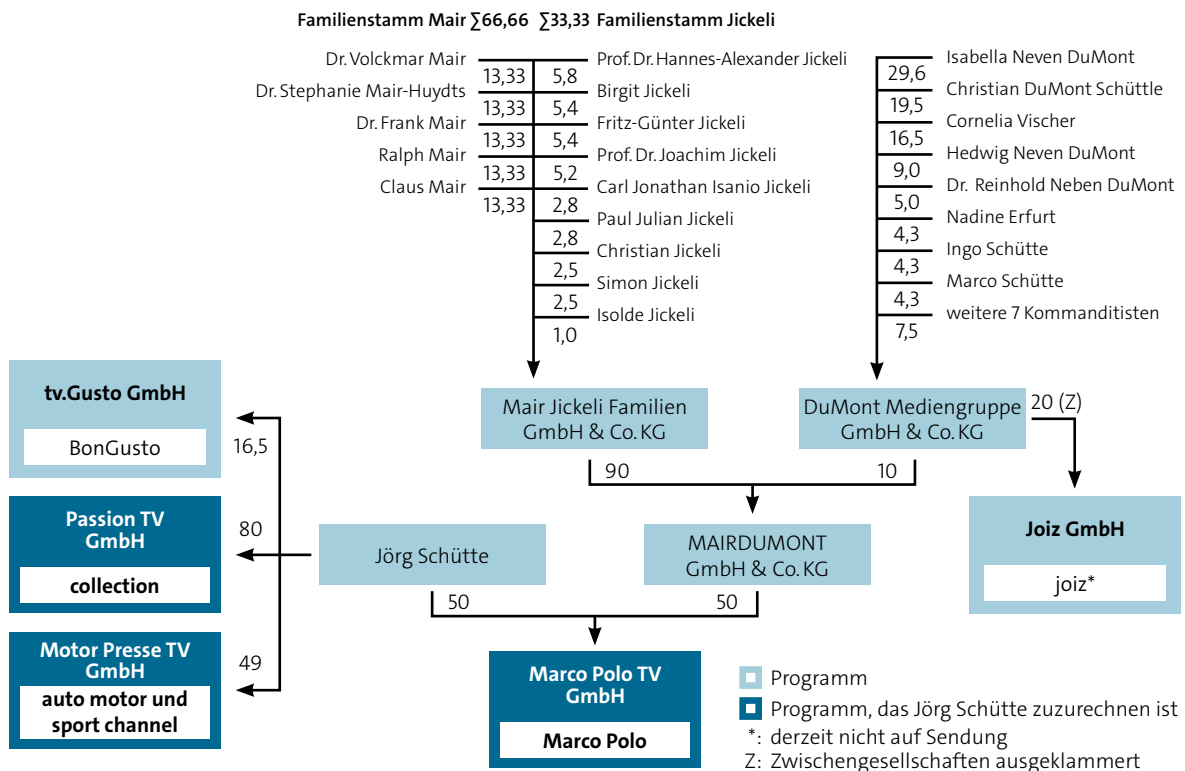 Familienstamm Mair ∑66,66 ∑33,33 Familienstamm Jickeli
Dr. Volckmar Mair
13,33
Dr. Stephanie Mair-Huydts
13,33
Dr. Frank Mair
13,33
Ralph Mair
13,33
Claus Mair
13,33
Prof. Dr. Hannes-Alexander Jickeli
5,8
Birgit Jickeli
5,4
Fritz-Günter Jickeli
5,4
Prof. Dr. Joachim Jickeli
5,2
Carl Jonathan Isanio Jickeli
2,8
Paul Julian Jickeli
2,8
Christian Jickeli
2,5
Simon Jickeli
2,5
Isolde Jickeli
1,0
Isabella Neven DuMont
29,6
Christian DuMont Schüttle
19,5
Cornelia Vischer
16,5
Hedwig Neven DuMont
9,0
Dr. Reinhold Neben DuMont
5,0
Nadine Erfurt
4,3
Ingo Schütte
4,3
Marco Schütte
4,3
weitere 7 Kommanditisten
7,5
tv.Gusto GmbH
BonGusto
16,5
Mair Jickeli Familien
GmbH & Co. KG
DuMont Mediengruppe
GmbH & Co. KG
20 (Z)
90
10
Passion TV
GmbH
collection
80
Jörg Schütte
MAIRDUMONT
GmbH & Co. KG
Joiz GmbH
joiz*
50
50
Motor Presse TV
GmbH
auto motor und
sport channel
49
Marco Polo TV
GmbH
Marco Polo
Programm
Programm, das Jörg Schütte zuzurechnen ist
*: derzeit nicht auf Sendung
Z: Zwischengesellschaften ausgeklammert